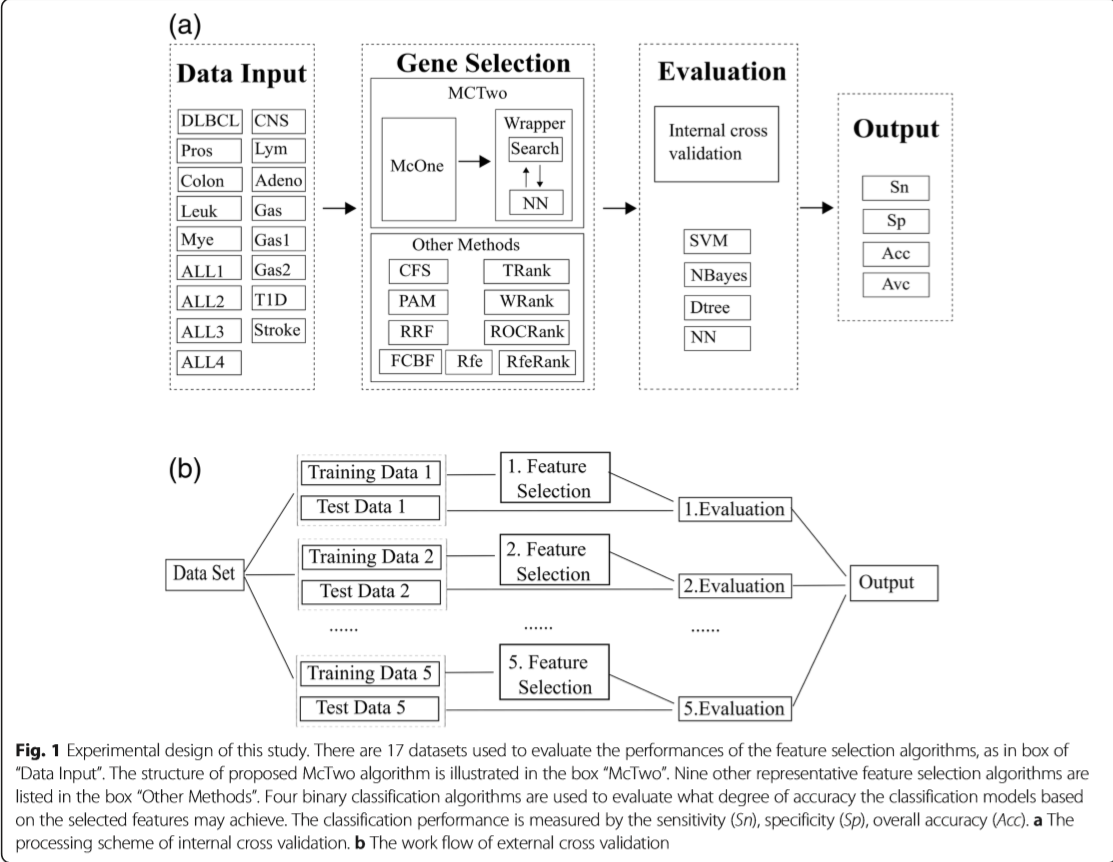 (a)
Data Input
DLBCL CNS
Pros Lym
Colon Adeno
Leuk Gas
Mye Gas1
ALL1 Gas2
ALL2 T1D
ALL3 Stroke
ALL4
Gene Selection
MCTwo
McOne
Wrapper
Search
NN
Other Methods
CFS TRank
PAM WRank
RRF ROCRank
FCBF Rfe RfeRank
Evaluation
Internal cross
validation
SVM
NBayes
Dtree
NN
Output
Sn
Sp
Acc
Avc
(b)
Data Set
Training Data 1
Test Data 1
1. Feature
Selection
1.Evaluation
Training Data 2
Test Data 2
2. Feature
Selection
2.Evaluation
...... ...... ......
Training Data 5
Test Data 5
5. Feature
Selection
5.Evaluation
Output
Fig. 1 Experimental design of this study. There are 17 datasets used to evaluate the performances of the feature selection algorithms, as in box of
"Data Input". The structure of proposed McTwo algorithm is illustrated in the box "McTwo". Nine other representative feature selection algorithms are
listed in the box "Other Methods". Four binary classification algorithms are used to evaluate what degree of accuracy the classification models based
on the selected features may achieve. The classification performance is measured by the sensitivity (Sn), specificity (Sp), overall accuracy (Acc). a The
processing scheme of internal cross validation. b The work flow of external cross validation